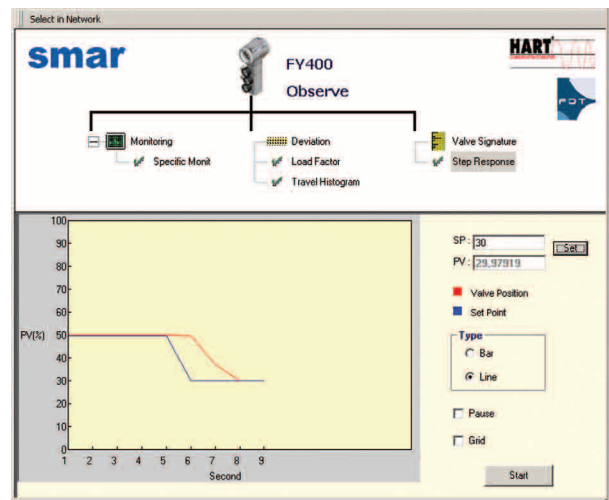 Select in Network
smar
FY400
Observe
HART
FDT
Monitoring
Specific Monit
Deviation
Load Factor
Travel Histogram
Valve Signature
Step Response
100
90
80
70
60
PV(%) 50
40
30
20
10
0
1 2 3 4 5 6 7 8 9
Second
SP : 30 Set
PV : 29,97919
Valve Position
Set Point
Type
Bar
Line
Pause
Grid
Start